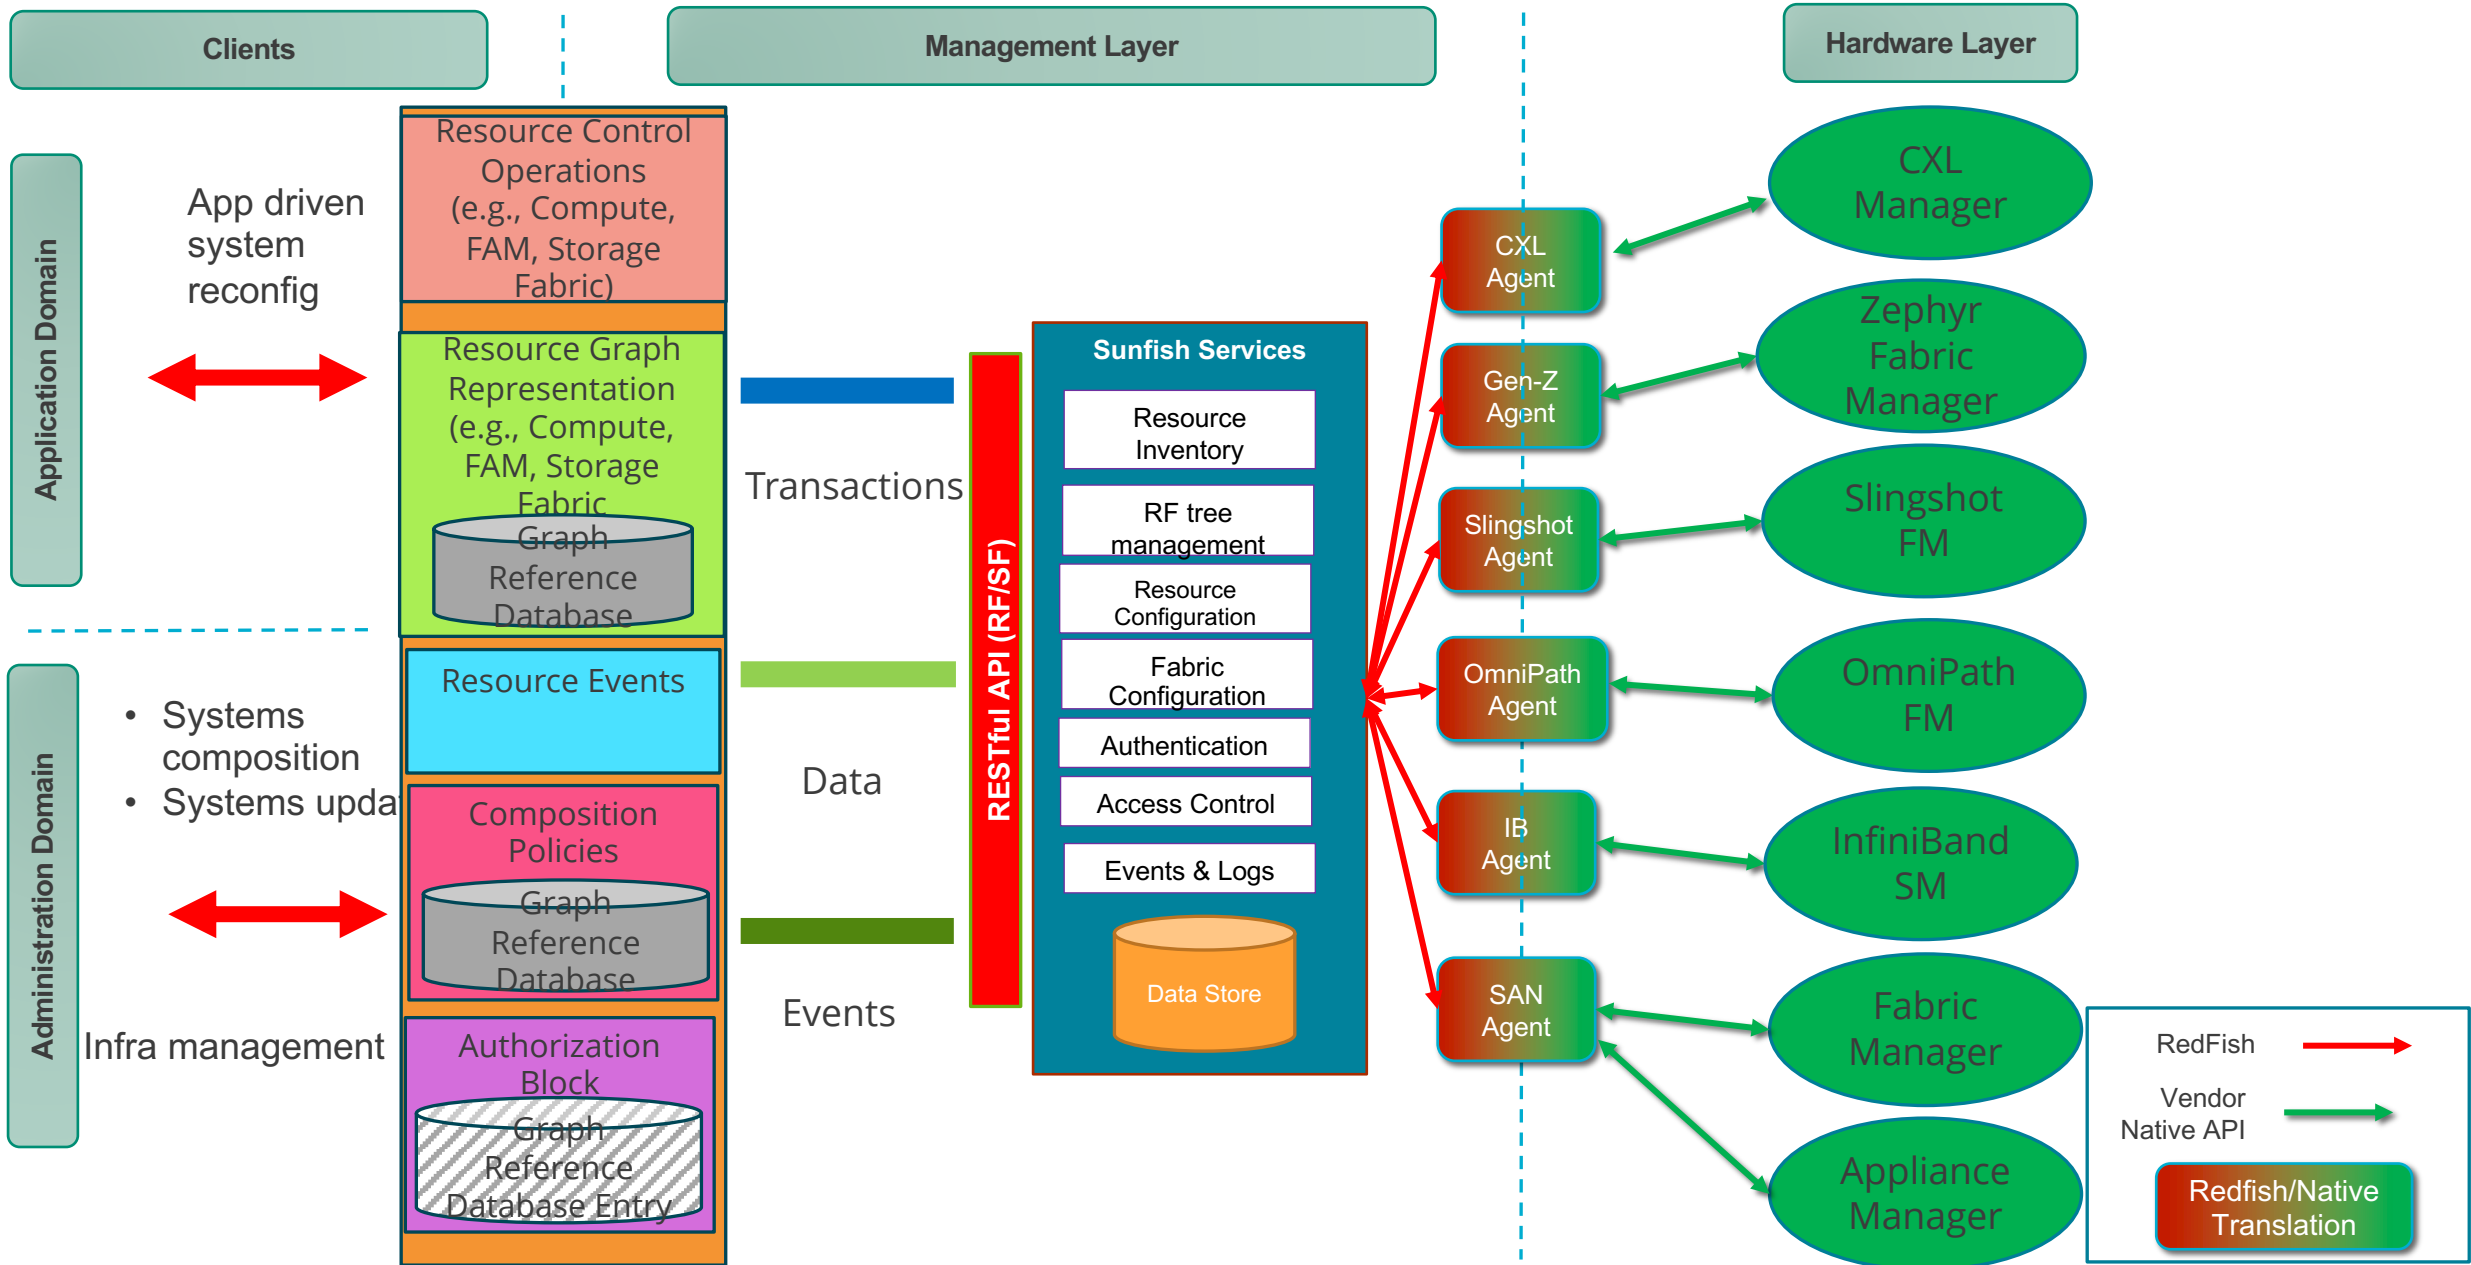 Clients
Management Layer
Hardware Layer
Application Domain
App driven
system
reconfig
Administration Domain
• Systems
composition
• Systems updat
Infra management
Resource Control
Operations
(e.g., Compute,
FAM, Storage
Fabric)
Resource Graph
Representation
(e.g., Compute,
FAM, Storage
Fabric
Graph
Reference
Database
Resource Events
Composition
Policies
Graph
Reference
Database
Authorization
Block
Graph
Reference
Database Entry
Transactions
Data
Events
RESTful API (RF/SF)
Sunfish Services
Resource
Inventory
RF tree
management
Resource
Configuration
Fabric
Configuration
Authentication
Access Control
Events & Logs
Data Store
CXL
Agent
Gen-Z
Agent
Slingshot
Agent
OmniPath
Agent
IB
Agent
SAN
Agent
CXL
Manager
Zephyr
Fabric
Manager
Slingshot
FM
OmniPath
FM
InfiniBand
SM
Fabric
Manager
Appliance
Manager
RedFish
Vendor
Native API
Redfish/Native
Translation